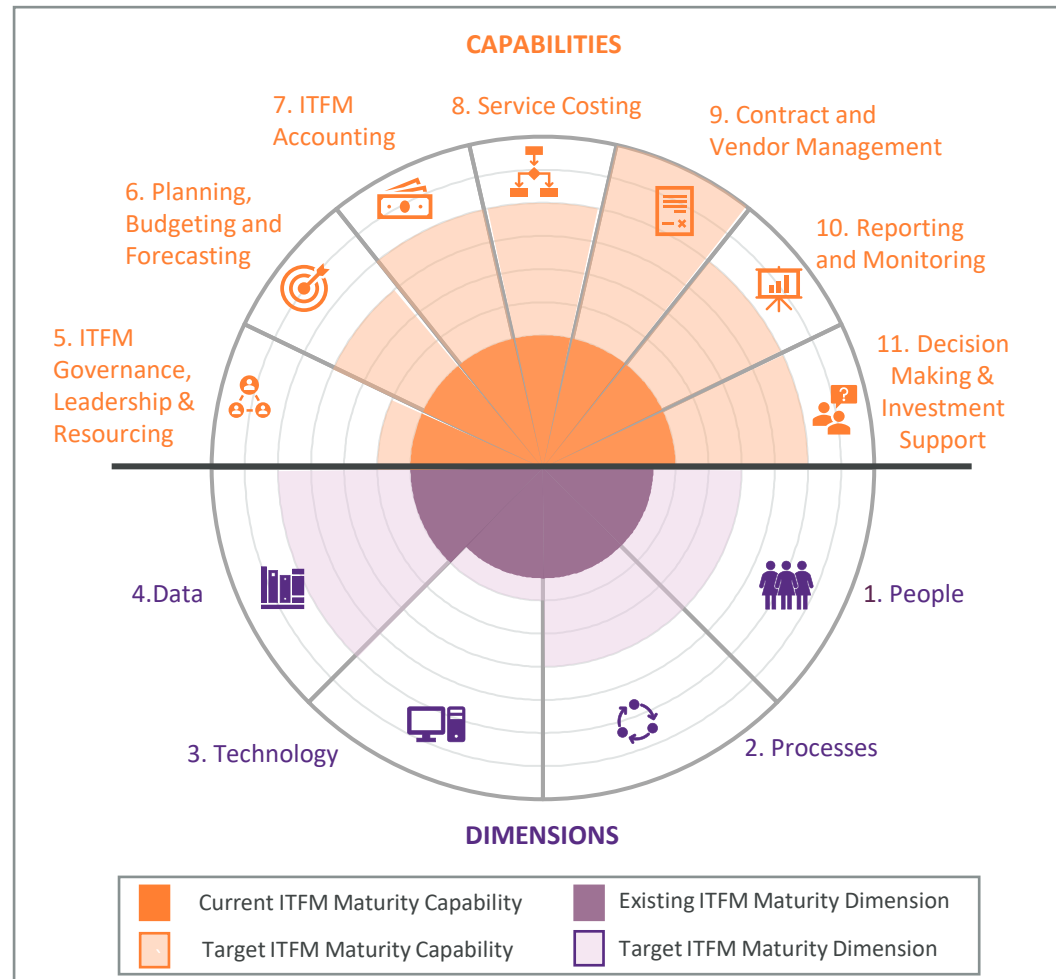 CAPABILITIES
7. ITFM
Accounting
8. Service Costing
9. Contract and
Vendor Management
6. Planning,
Budgeting and
Forecasting
10. Reporting
and Monitoring
5. ITFM
Governance,
Leadership &
Resourcing
11. Decision
Making &
Investment
Support
?
4.Data
1. People
3. Technology
2. Processes
DIMENSIONS
Current ITFM Maturity Capability
Existing ITFM Maturity Dimension
Target ITFM Maturity Capability
Target ITFM Maturity Dimension